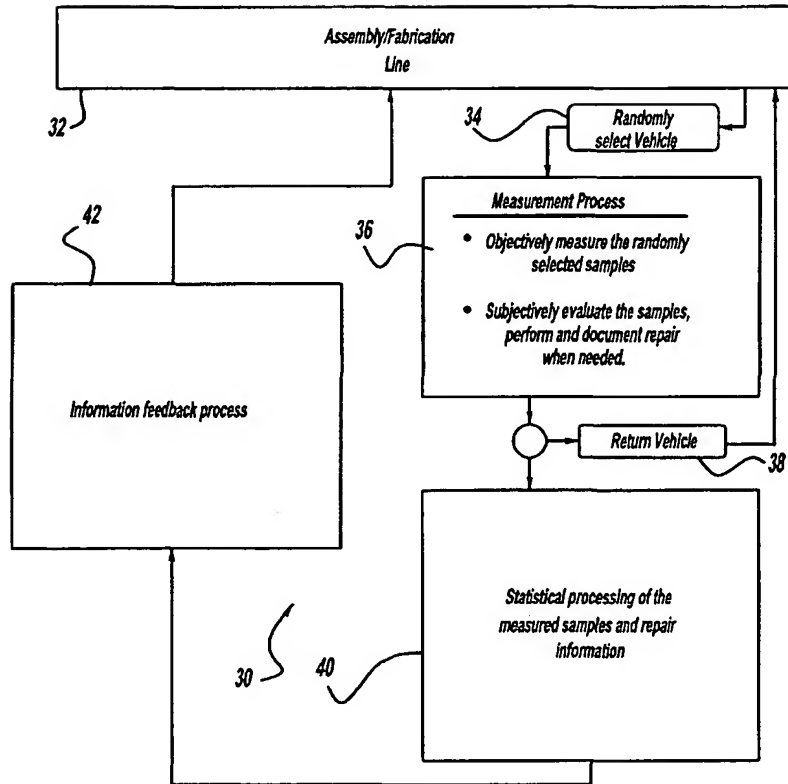 Assembly/Fabrication
Line
32
34
Randomly
select Vehicle
Measurement Process
36
• Objectively measure the randomly
selected samples
• Subjectively evaluate the samples,
perform and document repair
when needed.
42
Information feedback process
Return Vehicle
38
Statistical processing of the
measured samples and repair
information
30
40